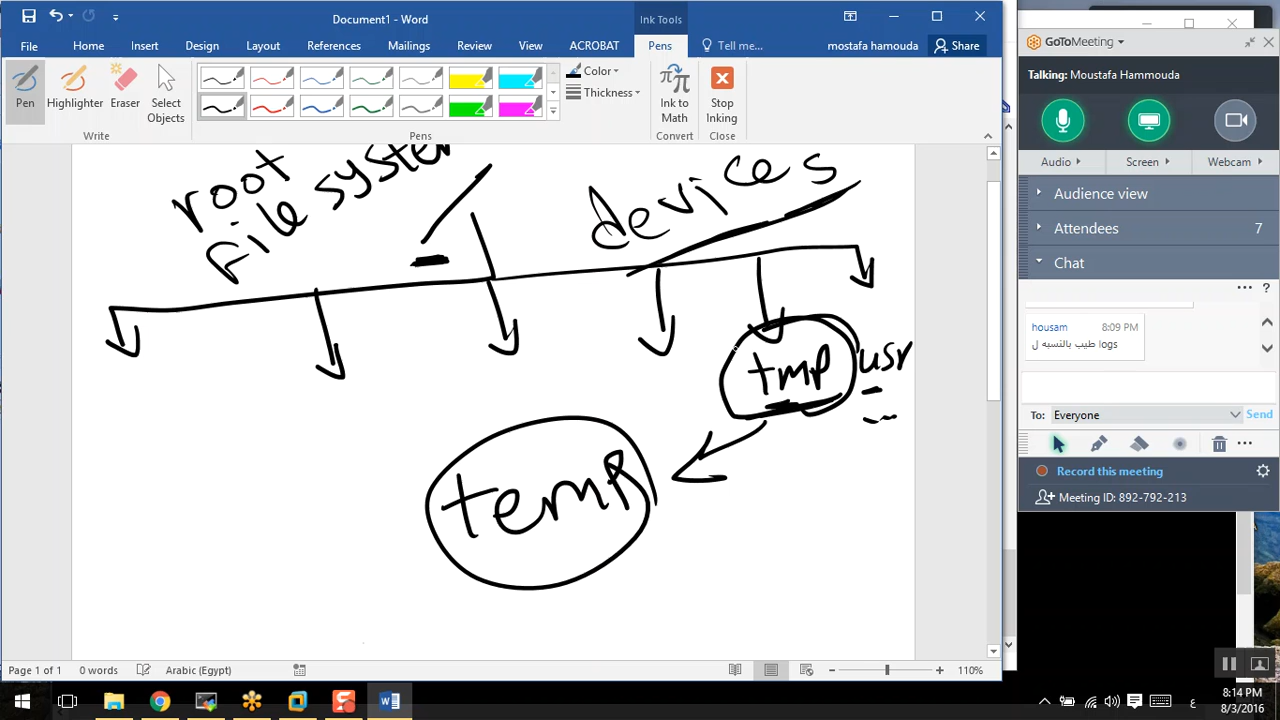 Document1 - Word
Ink Tools
File
Home
Insert
Design
Layout
References
Mailings
Review
View
ACROBAT
Pens
Tell me...
mostafa hamouda
Share
Pen
Highlighter
Eraser
Select Objects
Color
Thickness
Ink to Math
Stop Inking
Write
Pens
Convert
Close
root
File system
devices
tmp
usr
temp
Page 1 of 1
0 words
Arabic (Egypt)
110%
GoToMeeting
Talking: Moustafa Hammouda
Audio
Screen
Webcam
Audience view
Attendees
7
Chat
housam
8:09 PM
طيب بالنسبه ل logs
To:
Everyone
Send
Record this meeting
Meeting ID: 892-792-213
ع
8:14 PM
8/3/2016